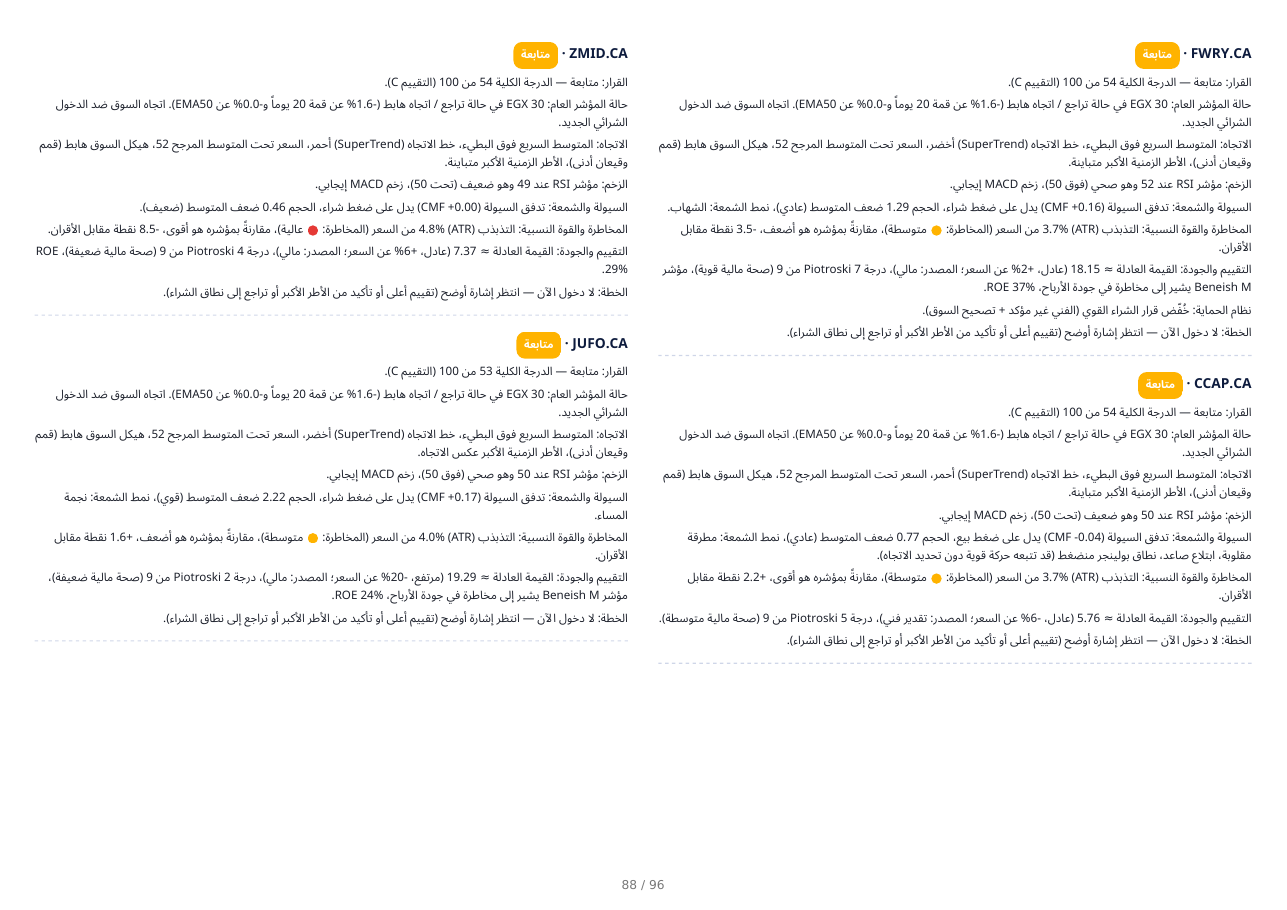 FWRY.CA · متابعة
القرار: متابعة — الدرجة الكلية 54 من 100 (التقييم C).
حالة المؤشر العام: EGX 30 في حالة تراجع / اتجاه هابط (-1.6% عن قمة 20 يوماً و-0.0% عن EMA50). اتجاه السوق ضد الدخول
الشرائي الجديد.
الاتجاه: المتوسط السريع فوق البطيء، خط الاتجاه (SuperTrend) أخضر، السعر تحت المتوسط المرجح 52، هيكل السوق هابط (قمم
وقيعان أدنى)، الأطر الزمنية الأكبر متباينة.
الزخم: مؤشر RSI عند 52 وهو صحي (فوق 50)، زخم MACD إيجابي.
السيولة والشمعة: تدفق السيولة (CMF +0.16) يدل على ضغط شراء، الحجم 1.29 ضعف المتوسط (عادي)، نمط الشمعة: الشهاب.
المخاطرة والقوة النسبية: التذبذب (ATR) 3.7% من السعر (المخاطرة: 🟡 متوسطة)، مقارنةً بمؤشره هو أضعف، -3.5 نقطة مقابل
الأقران.
التقييم والجودة: القيمة العادلة ≈ 18.15 (عادل، +2% عن السعر؛ المصدر: مالي)، درجة Piotroski 7 من 9 (صحة مالية قوية)، مؤشر
Beneish M يشير إلى مخاطرة في جودة الأرباح، ROE 37%.
نظام الحماية: خُفّض قرار الشراء القوي (الفني غير مؤكد + تصحيح السوق).
الخطة: لا دخول الآن — انتظر إشارة أوضح (تقييم أعلى أو تأكيد من الأطر الأكبر أو تراجع إلى نطاق الشراء).
CCAP.CA · متابعة
القرار: متابعة — الدرجة الكلية 54 من 100 (التقييم C).
حالة المؤشر العام: EGX 30 في حالة تراجع / اتجاه هابط (-1.6% عن قمة 20 يوماً و-0.0% عن EMA50). اتجاه السوق ضد الدخول
الشرائي الجديد.
الاتجاه: المتوسط السريع فوق البطيء، خط الاتجاه (SuperTrend) أحمر، السعر تحت المتوسط المرجح 52، هيكل السوق هابط (قمم
وقيعان أدنى)، الأطر الزمنية الأكبر متباينة.
الزخم: مؤشر RSI عند 50 وهو ضعيف (تحت 50)، زخم MACD إيجابي.
السيولة والشمعة: تدفق السيولة (CMF -0.04) يدل على ضغط بيع، الحجم 0.77 ضعف المتوسط (عادي)، نمط الشمعة: مطرقة
مقلوبة، ابتلاع صاعد، نطاق بولينجر منضغط (قد تتبعه حركة قوية دون تحديد الاتجاه).
المخاطرة والقوة النسبية: التذبذب (ATR) 3.7% من السعر (المخاطرة: 🟡 متوسطة)، مقارنةً بمؤشره هو أقوى، +2.2 نقطة مقابل
الأقران.
التقييم والجودة: القيمة العادلة ≈ 5.76 (عادل، -6% عن السعر؛ المصدر: تقدير فني)، درجة Piotroski 5 من 9 (صحة مالية متوسطة).
الخطة: لا دخول الآن — انتظر إشارة أوضح (تقييم أعلى أو تأكيد من الأطر الأكبر أو تراجع إلى نطاق الشراء).
ZMID.CA · متابعة
القرار: متابعة — الدرجة الكلية 54 من 100 (التقييم C).
حالة المؤشر العام: EGX 30 في حالة تراجع / اتجاه هابط (-1.6% عن قمة 20 يوماً و-0.0% عن EMA50). اتجاه السوق ضد الدخول
الشرائي الجديد.
الاتجاه: المتوسط السريع فوق البطيء، خط الاتجاه (SuperTrend) أحمر، السعر تحت المتوسط المرجح 52، هيكل السوق هابط (قمم
وقيعان أدنى)، الأطر الزمنية الأكبر متباينة.
الزخم: مؤشر RSI عند 49 وهو ضعيف (تحت 50)، زخم MACD إيجابي.
السيولة والشمعة: تدفق السيولة (CMF +0.00) يدل على ضغط شراء، الحجم 0.46 ضعف المتوسط (ضعيف).
المخاطرة والقوة النسبية: التذبذب (ATR) 4.8% من السعر (المخاطرة: 🔴 عالية)، مقارنةً بمؤشره هو أقوى، -8.5 نقطة مقابل الأقران.
التقييم والجودة: القيمة العادلة ≈ 7.37 (عادل، +6% عن السعر؛ المصدر: مالي)، درجة Piotroski 4 من 9 (صحة مالية ضعيفة)، ROE
29%.
الخطة: لا دخول الآن — انتظر إشارة أوضح (تقييم أعلى أو تأكيد من الأطر الأكبر أو تراجع إلى نطاق الشراء).
JUFO.CA · متابعة
القرار: متابعة — الدرجة الكلية 53 من 100 (التقييم C).
حالة المؤشر العام: EGX 30 في حالة تراجع / اتجاه هابط (-1.6% عن قمة 20 يوماً و-0.0% عن EMA50). اتجاه السوق ضد الدخول
الشرائي الجديد.
الاتجاه: المتوسط السريع فوق البطيء، خط الاتجاه (SuperTrend) أخضر، السعر تحت المتوسط المرجح 52، هيكل السوق هابط (قمم
وقيعان أدنى)، الأطر الزمنية الأكبر عكس الاتجاه.
الزخم: مؤشر RSI عند 50 وهو صحي (فوق 50)، زخم MACD إيجابي.
السيولة والشمعة: تدفق السيولة (CMF +0.17) يدل على ضغط شراء، الحجم 2.22 ضعف المتوسط (قوي)، نمط الشمعة: نجمة
المساء.
المخاطرة والقوة النسبية: التذبذب (ATR) 4.0% من السعر (المخاطرة: 🟡 متوسطة)، مقارنةً بمؤشره هو أضعف، +1.6 نقطة مقابل
الأقران.
التقييم والجودة: القيمة العادلة ≈ 19.29 (مرتفع، -20% عن السعر؛ المصدر: مالي)، درجة Piotroski 2 من 9 (صحة مالية ضعيفة)،
مؤشر Beneish M يشير إلى مخاطرة في جودة الأرباح، ROE 24%.
الخطة: لا دخول الآن — انتظر إشارة أوضح (تقييم أعلى أو تأكيد من الأطر الأكبر أو تراجع إلى نطاق الشراء).
88 / 96